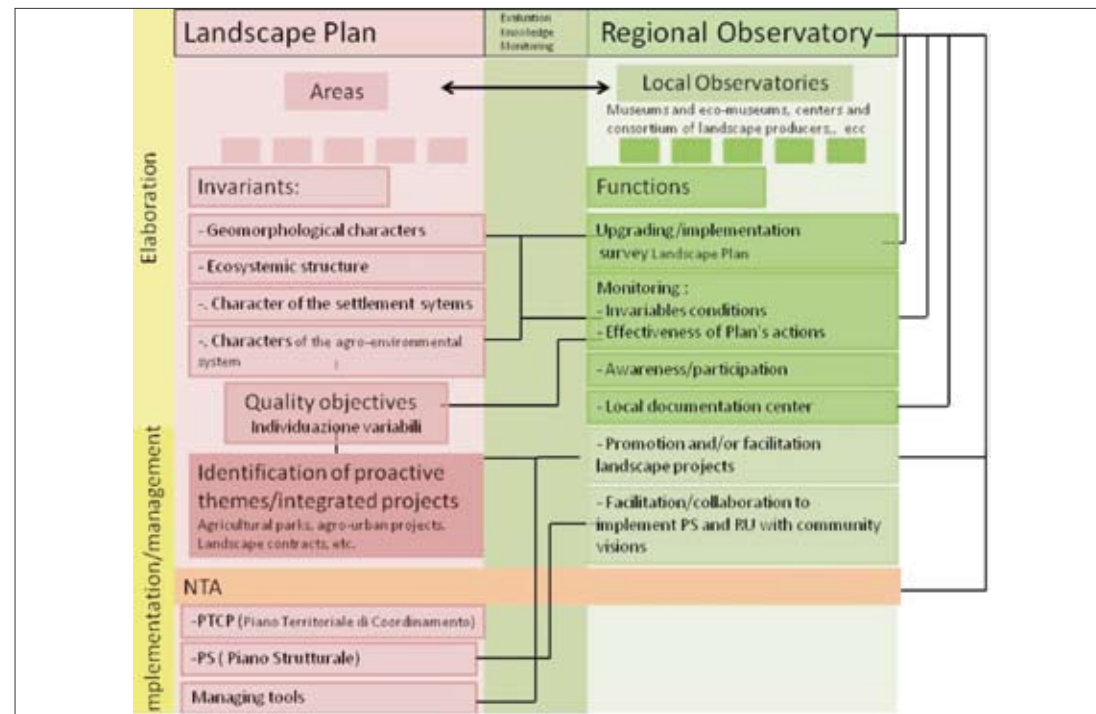 Landscape Plan
Evaluation
Knowledge
Monitoring
Regional Observatory
Elaboration
Areas
Local Observatories
Museums and eco-museums, centers and
consortium of landscape producers,. ecc
Invariants:
- Geomorphological characters
- Ecosystemic structure
-. Character of the settlement sytems
-. Characters of the agro-environmental
system
Functions
Upgrading/implementation
survey Landscape Plan
Monitoring :
- Invariables conditions
- Effectiveness of Plan's actions
- Awareness/participation
- Local documentation center
Quality objectives
Individuazione variabili
mplementation/management
Identification of proactive
themes/integrated projects
Agricultural parks, agro-urban projects.
Landscape contracts, etc.
- Promotion and/or facilitation
landscape projects
- Facilitation/collaboration to
implement PS and RU with community
visions
NTA
-PTCP (Piano Territoriale di Coordinamento)
-PS ( Piano Strutturale)
Managing tools